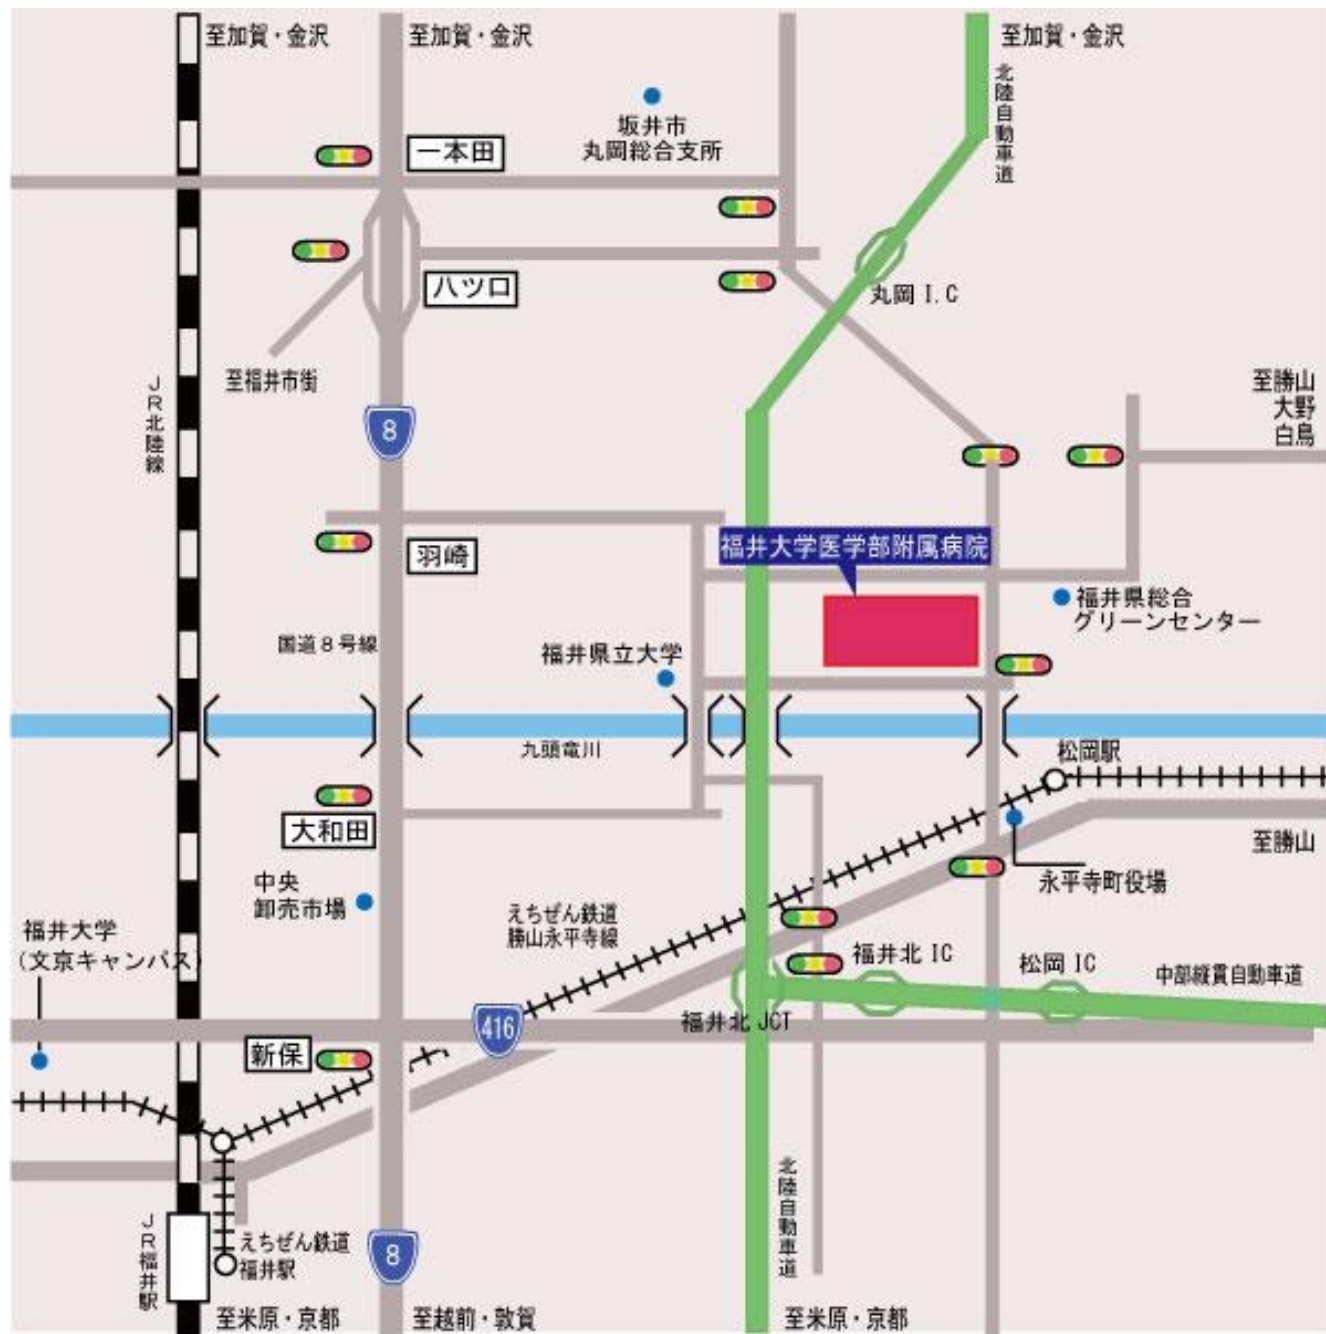 至加賀・金沢
至加賀・金沢
至加賀・金沢
北陸自動車道
坂井市
丸岡総合支所
一本田
八ツ口
丸岡 I.C
至福井市街
JR北陸線
8
至勝山
大野
白鳥
福井大学医学部附属病院
羽崎
福井県総合
グリーンセンター
国道8号線
福井県立大学
九頭竜川
松岡駅
大和田
至勝山
中央
卸売市場
永平寺町役場
えちぜん鉄道
勝山永平寺線
福井大学
(文京キャンパス)
福井北 IC
松岡 IC
中部縦貫自動車道
416
福井北 JCT
新保
北陸自動車道
JR福井駅
えちぜん鉄道
福井駅
8
至米原・京都
至越前・敦賀
至米原・京都